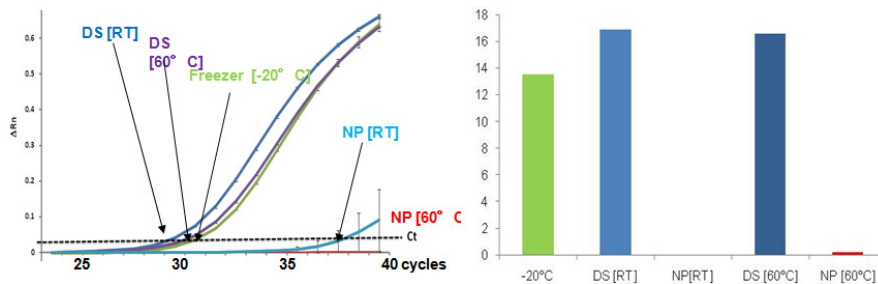 0.6
0.5
0.4
0.3
0.2
0.1
0
ΔRn
DS [RT]
DS
[60° C]
Freezer [-20° C]
NP [RT]
NP [60° C
Ct
25
30
35
40 cycles
18
16
14
12
10
8
6
4
2
0
-20°C
DS [RT]
NP[RT]
DS [60°C]
NP [60°C]